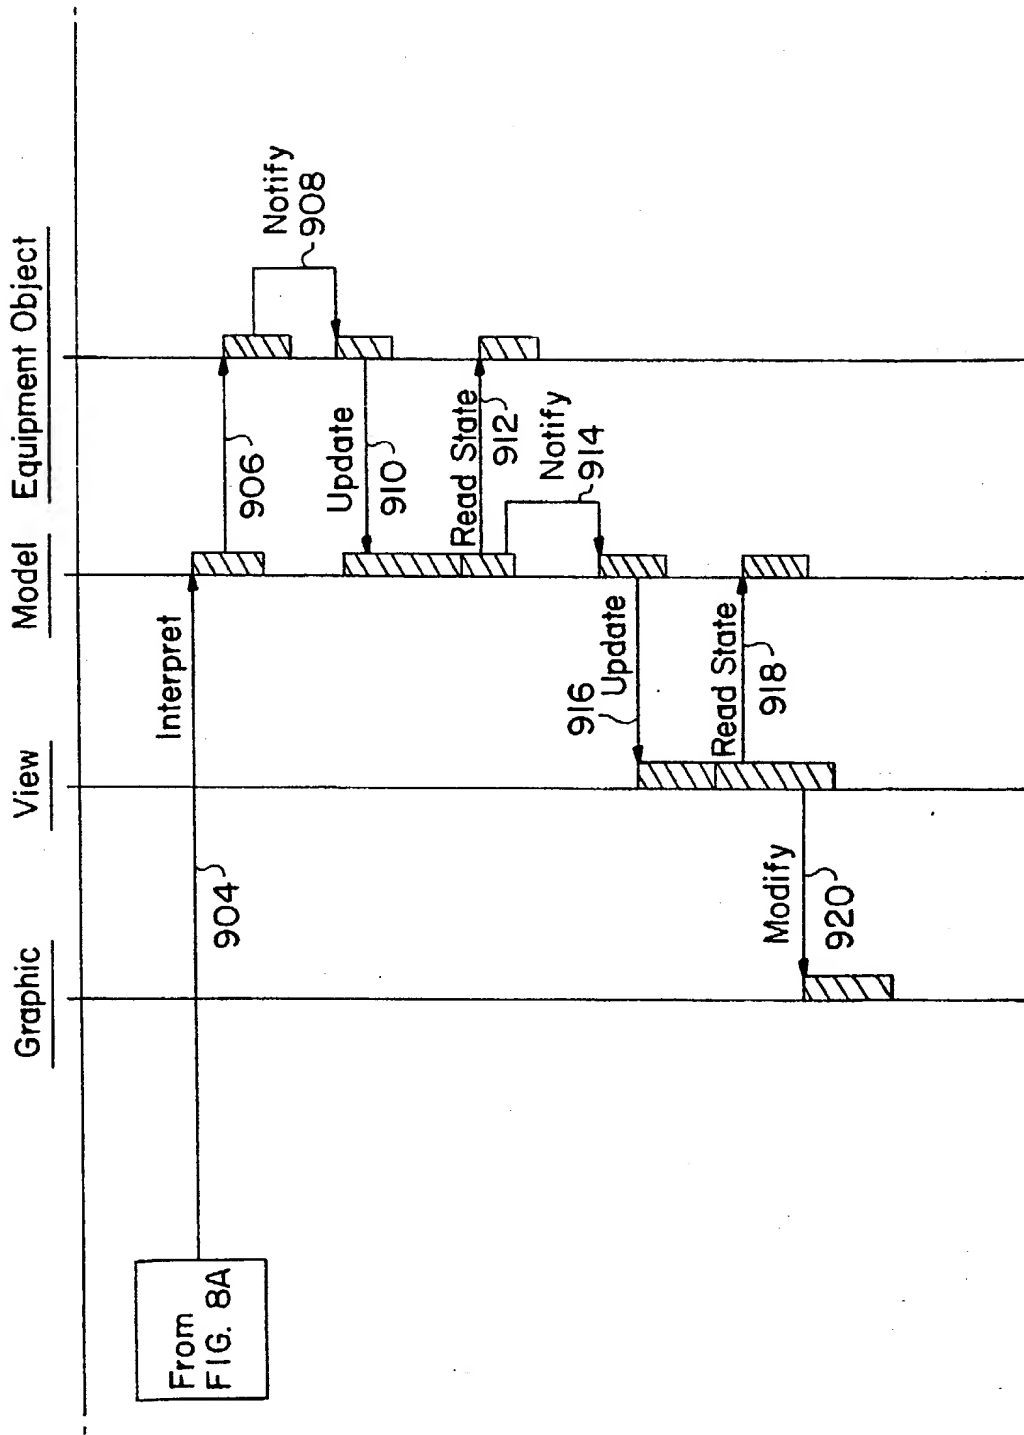 Graphic
View
Model
Equipment Object
From
FIG. 8A
Interpret
904
906
Notify
908
Update
910
Read State
912
Notify
914
916
Update
Read State
918
Modify
920